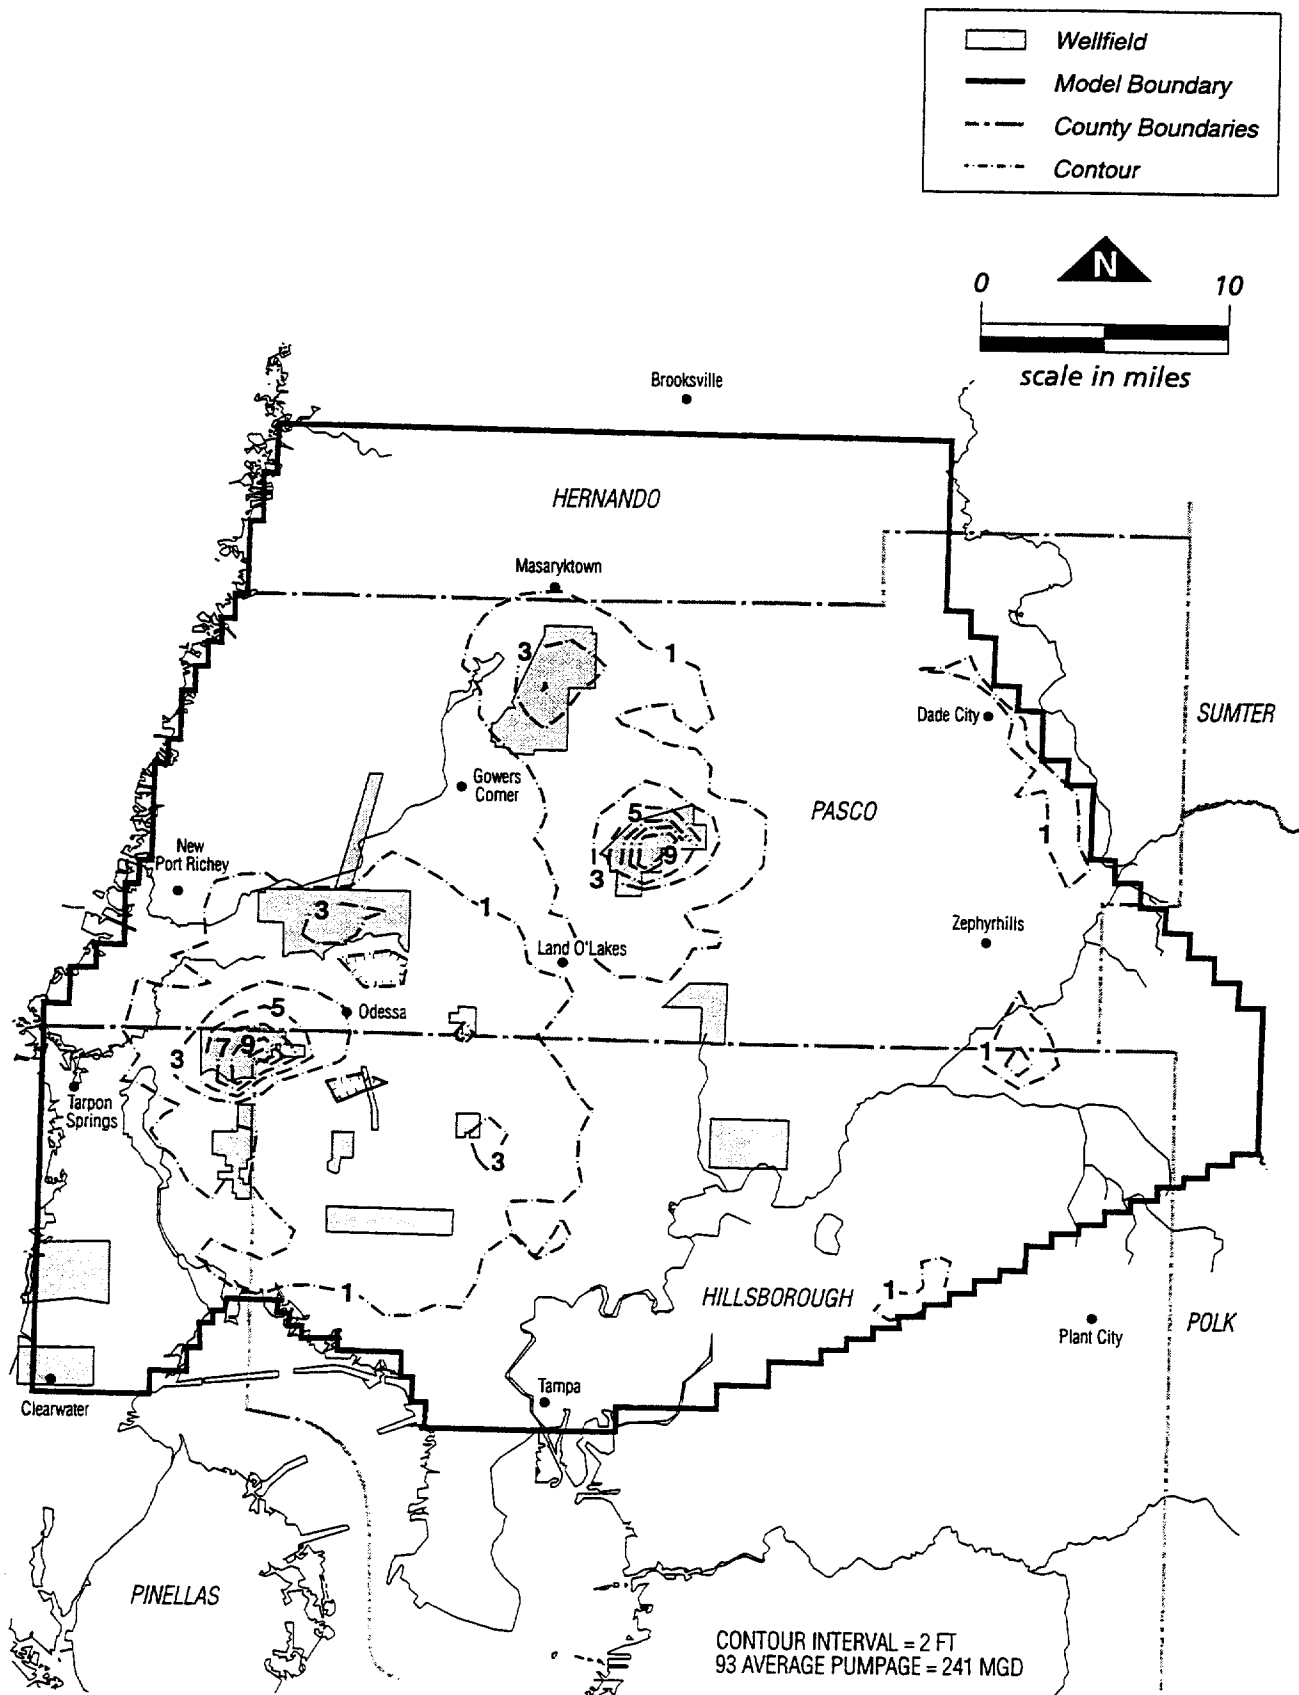 Wellfield
Model Boundary
County Boundaries
Contour
N
0
10
scale in miles
Brooksville
HERNANDO
Masaryktown
3
1
Dade City
SUMTER
Gowers
Corner
5
PASCO
9
3
1
New
Port Richey
3
1
Land O'Lakes
Zephyrhills
5
Odessa
7
9
3
1
Tarpon
Springs
3
1
HILLSBOROUGH
1
Plant City
POLK
Clearwater
Tampa
PINELLAS
CONTOUR INTERVAL = 2 FT
93 AVERAGE PUMPAGE = 241 MGD